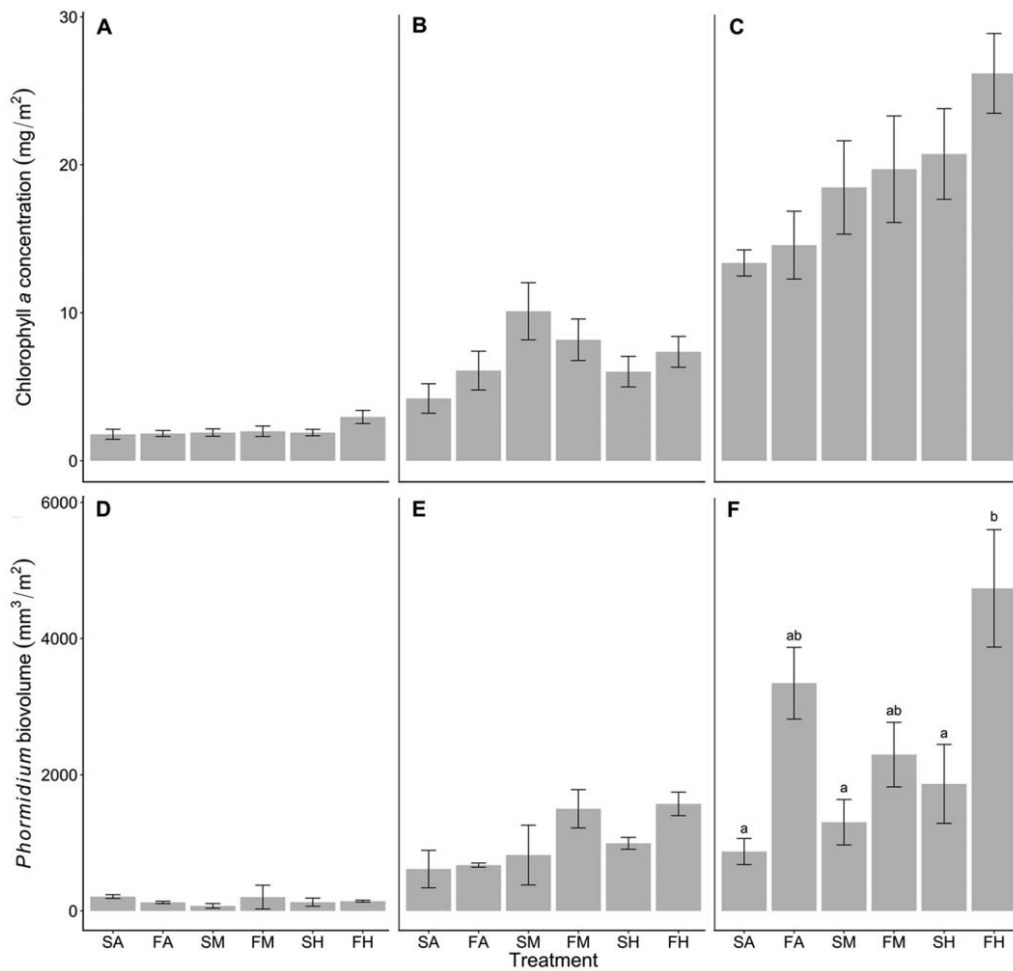 A
B
C
30
20
10
0
Chlorophyll a concentration (mg/m²)
D
E
F
6000
4000
2000
0
Phormidium biovolume (mm³/m²)
a
ab
a
ab
a
b
SA FA SM FM SH FH
SA FA SM FM SH FH
SA FA SM FM SH FH
Treatment